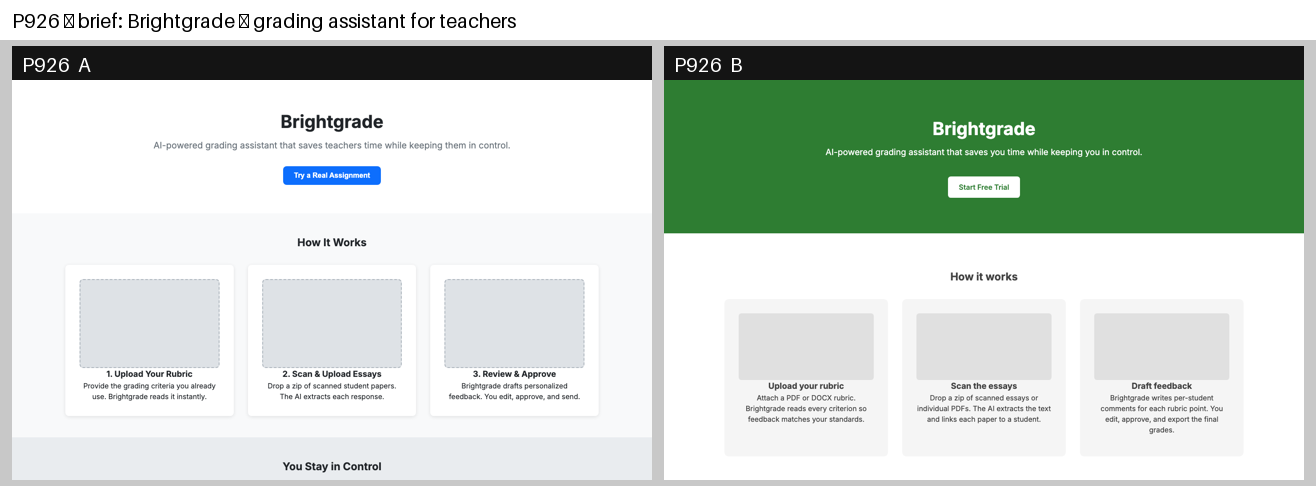 P926 𐄂 brief: Brightgrade 𐄂 grading assistant for teachers
P926 A
Brightgrade
AI-powered grading assistant that saves teachers time while keeping them in control.
Try a Real Assignment
How It Works
1. Upload Your Rubric
Provide the grading criteria you already
use. Brightgrade reads it instantly.
2. Scan & Upload Essays
Drop a zip of scanned student papers.
The AI extracts each response.
3. Review & Approve
Brightgrade drafts personalized
feedback. You edit, approve, and send.
You Stay in Control
P926 B
Brightgrade
AI-powered grading assistant that saves you time while keeping you in control.
Start Free Trial
How it works
Upload your rubric
Attach a PDF or DOCX rubric.
Brightgrade reads every criterion so
feedback matches your standards.
Scan the essays
Drop a zip of scanned essays or
individual PDFs. The AI extracts the text
and links each paper to a student.
Draft feedback
Brightgrade writes per-student
comments for each rubric point. You
edit, approve, and export the final
grades.